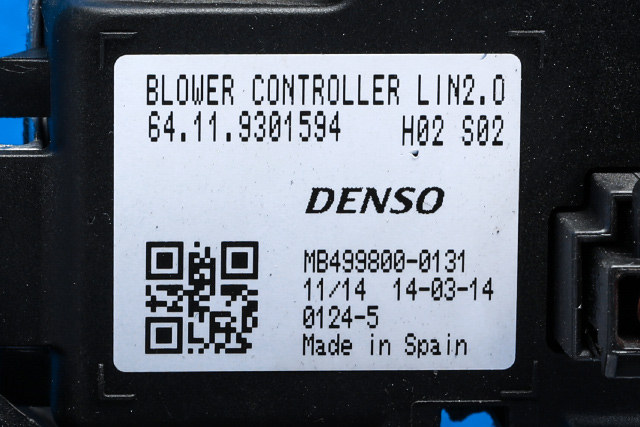 BLOWER CONTROLLER LIN2.0
64.11.9301594 H02 S02
DENSO
MB499800-0131
11/14 14-03-14
0124-5
Made in Spain